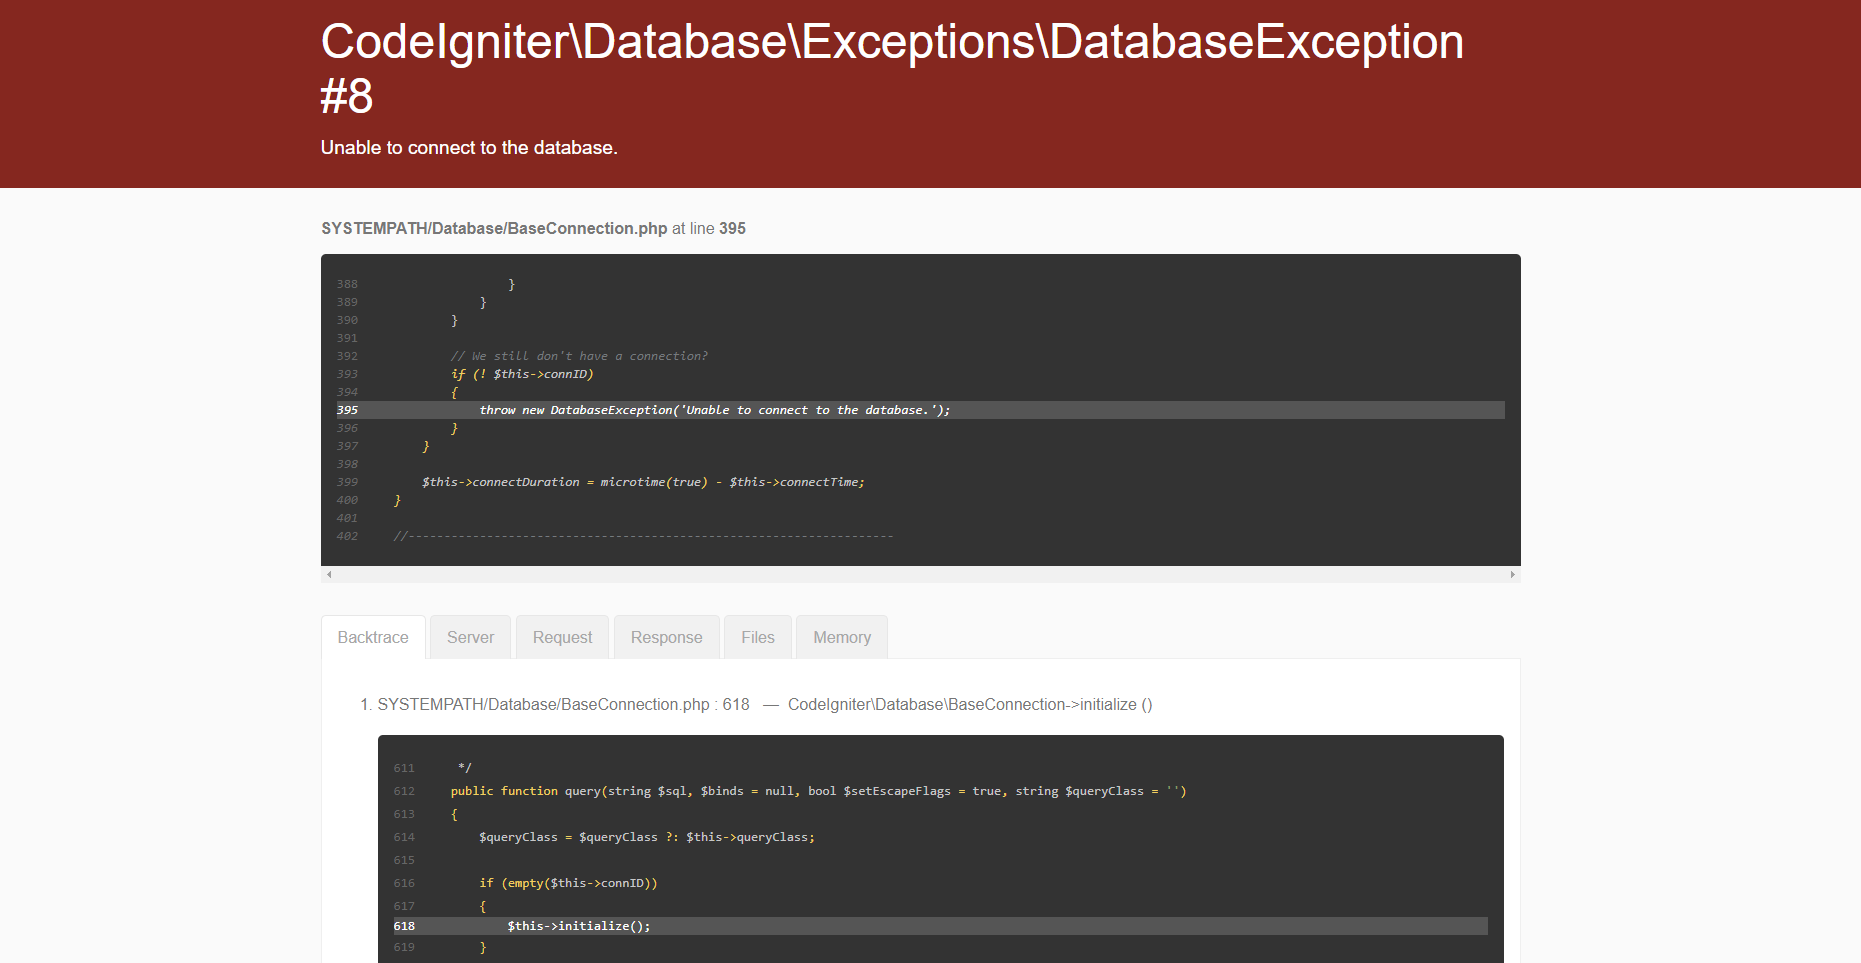 CodeIgniter\Database\Exceptions\DatabaseException
#8
Unable to connect to the database.
SYSTEMPATH/Database/BaseConnection.php at line 395
388 }
389 }
390 }
391
392 // We still don't have a connection?
393 if (! $this->connID)
394 {
395 throw new DatabaseException('Unable to connect to the database.');
396 }
397 }
398
399 $this->connectDuration = microtime(true) - $this->connectTime;
400 }
401
402 //--------------------------------------------------------------------
Backtrace Server Request Response Files Memory
1. SYSTEMPATH/Database/BaseConnection.php : 618 — CodeIgniter\Database\BaseConnection->initialize ()
611 */
612 public function query(string $sql, $binds = null, bool $setEscapeFlags = true, string $queryClass = '')
613 {
614 $queryClass = $queryClass ?: $this->queryClass;
615
616 if (empty($this->connID))
617 {
618 $this->initialize();
619 }